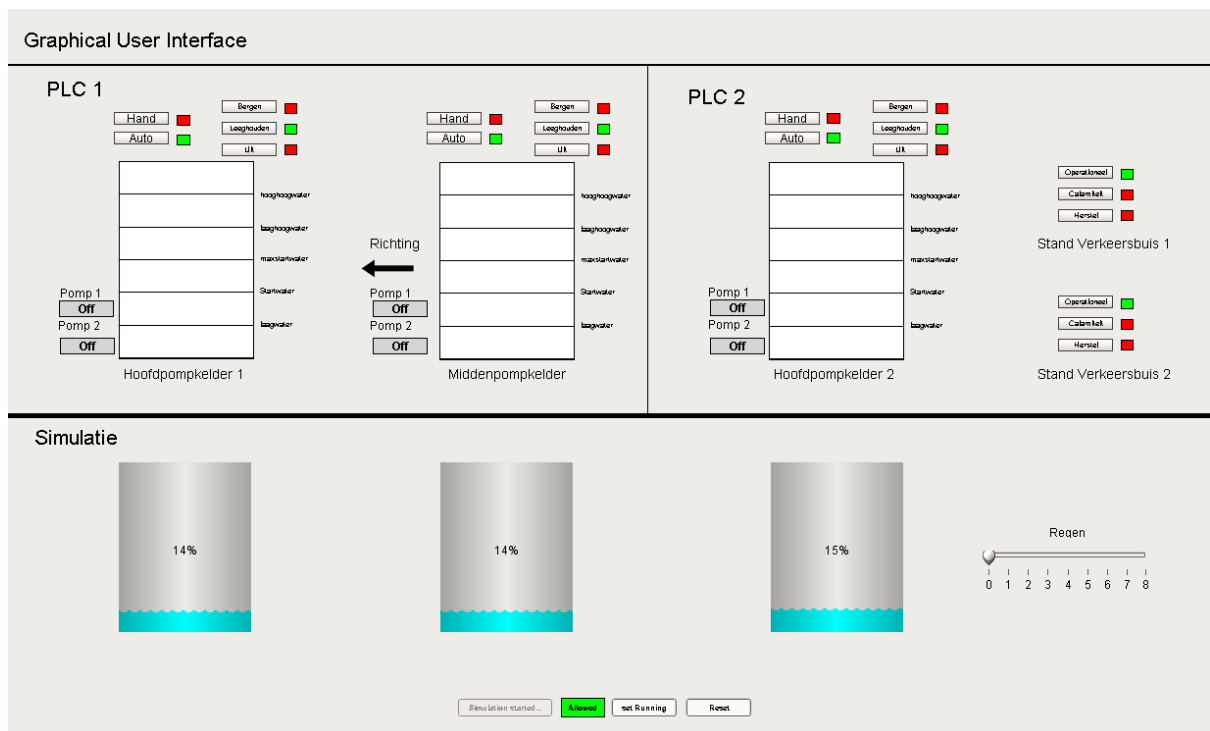 Graphical User Interface
PLC 1
Hand
Auto
Bergen
Leeghouden
Uit
hooghoogwater
laaghoogwater
maxstartwater
Startwater
laagwater
Pomp 1
Off
Pomp 2
Off
Hoofdpompkelder 1
Richting
Hand
Auto
Bergen
Leeghouden
Uit
hooghoogwater
laaghoogwater
maxstartwater
Startwater
laagwater
Pomp 1
Off
Pomp 2
Off
Middenpompkelder
PLC 2
Hand
Auto
Bergen
Leeghouden
Uit
hooghoogwater
laaghoogwater
maxstartwater
Startwater
laagwater
Pomp 1
Off
Pomp 2
Off
Hoofdpompkelder 2
Operationeel
Calamiteit
Herstel
Stand Verkeersbuis 1
Operationeel
Calamiteit
Herstel
Stand Verkeersbuis 2
Simulatie
14%
14%
15%
Regen
0 1 2 3 4 5 6 7 8
Simulation started...
Allowed
set Running
Reset